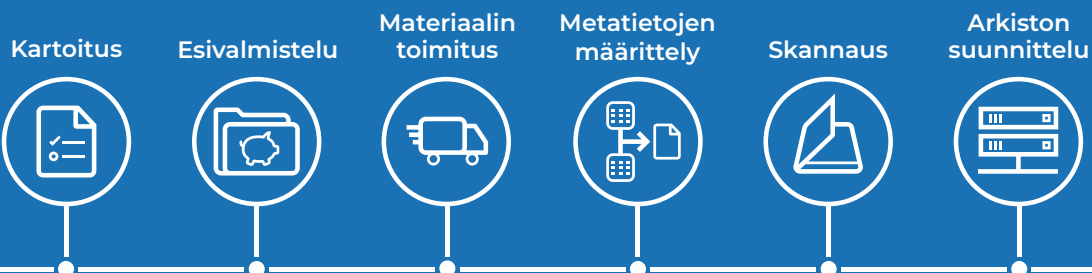 Kartoitus
Esivalmistelu
Materiaalin
toimitus
Metatietojen
määrittely
Skannaus
Arkiston
suunnittelu